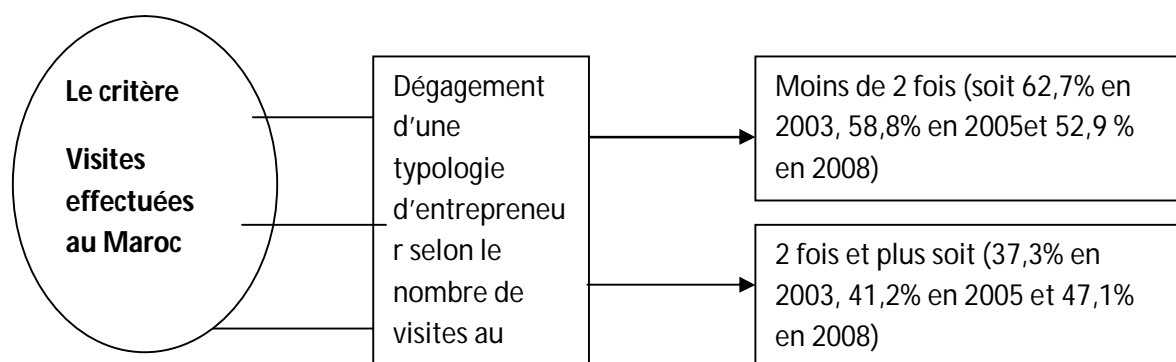 Le critère
Visites
effectuées
au Maroc
Dégagement
d'une
typologie
d'entrepreneu
r selon le
nombre de
visites au
Moins de 2 fois (soit 62,7% en
2003, 58,8% en 2005et 52,9 %
en 2008)
2 fois et plus soit (37,3% en
2003, 41,2% en 2005 et 47,1%
en 2008)